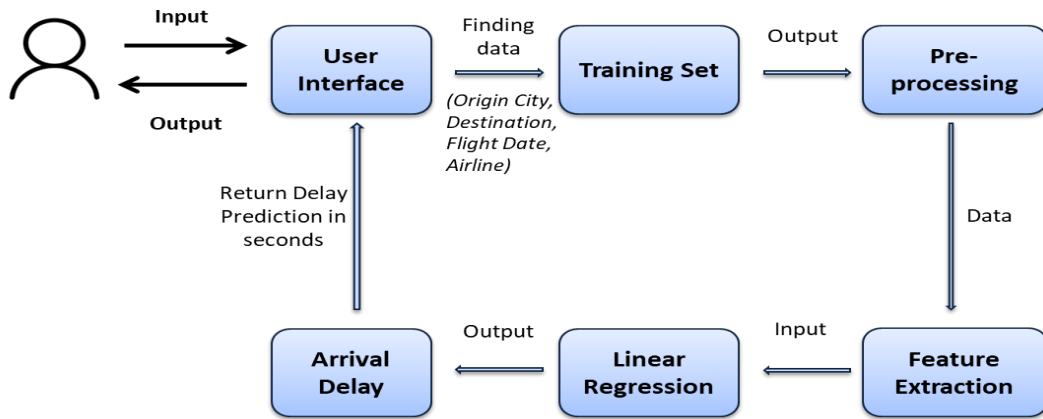 Input
Output
User
Interface
Finding
data
(Origin City,
Destination,
Flight Date,
Airline)
Training Set
Output
Pre-
processing
Data
Feature
Extraction
Input
Linear
Regression
Output
Arrival
Delay
Return Delay
Prediction in
seconds